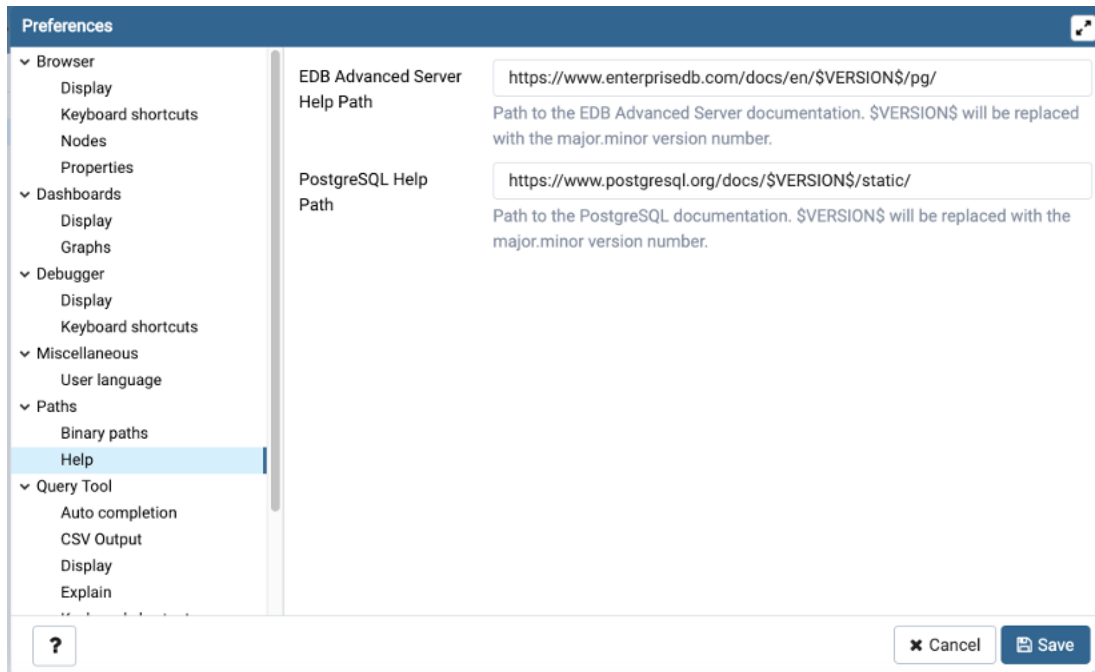 Preferences
Browser
Display
Keyboard shortcuts
Nodes
Properties
Dashboards
Display
Graphs
Debugger
Display
Keyboard shortcuts
Miscellaneous
User language
Paths
Binary paths
Help
Query Tool
Auto completion
CSV Output
Display
Explain
EDB Advanced Server
Help Path
https://www.enterprisedb.com/docs/en/$VERSION$/pg/
Path to the EDB Advanced Server documentation. $VERSION$ will be replaced
with the major.minor version number.
PostgreSQL Help
Path
https://www.postgresql.org/docs/$VERSION$/static/
Path to the PostgreSQL documentation. $VERSION$ will be replaced with the
major.minor version number.
?
Cancel
Save